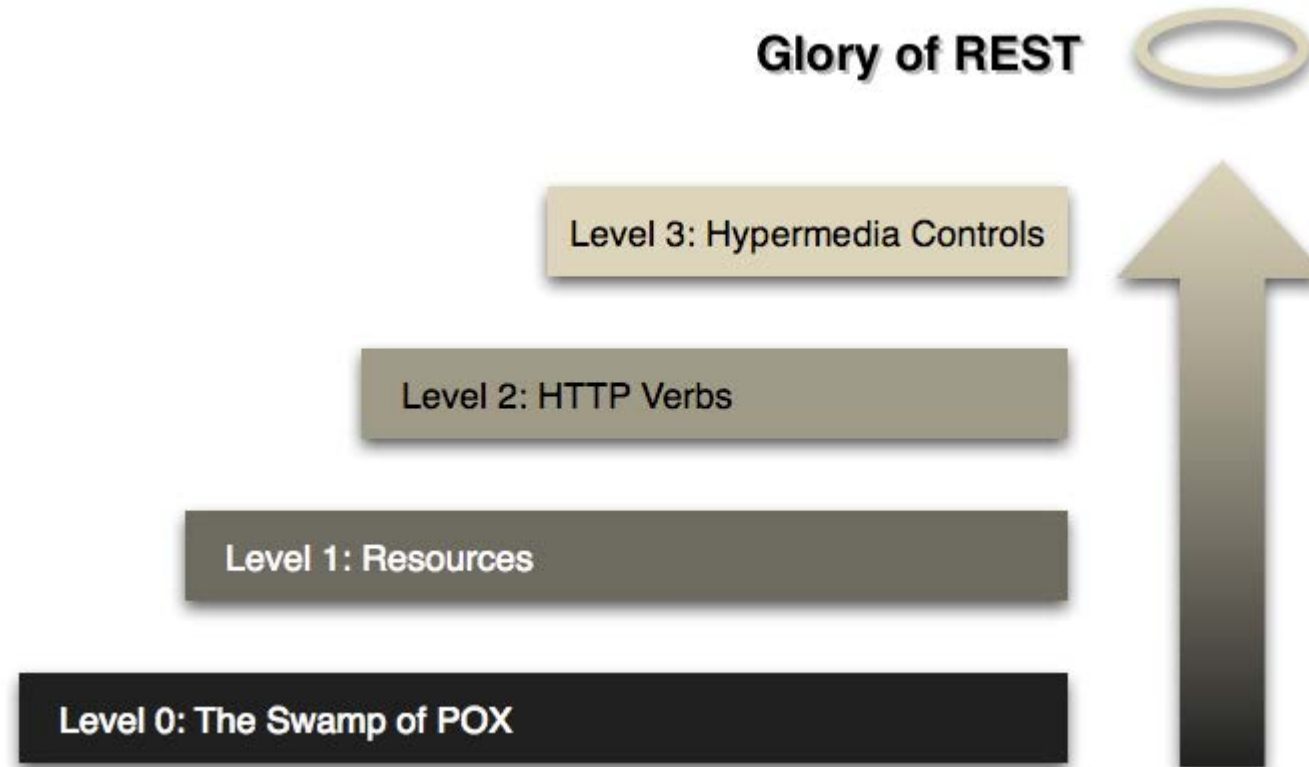 Glory of REST
Level 3: Hypermedia Controls
Level 2: HTTP Verbs
Level 1: Resources
Level 0: The Swamp of POX